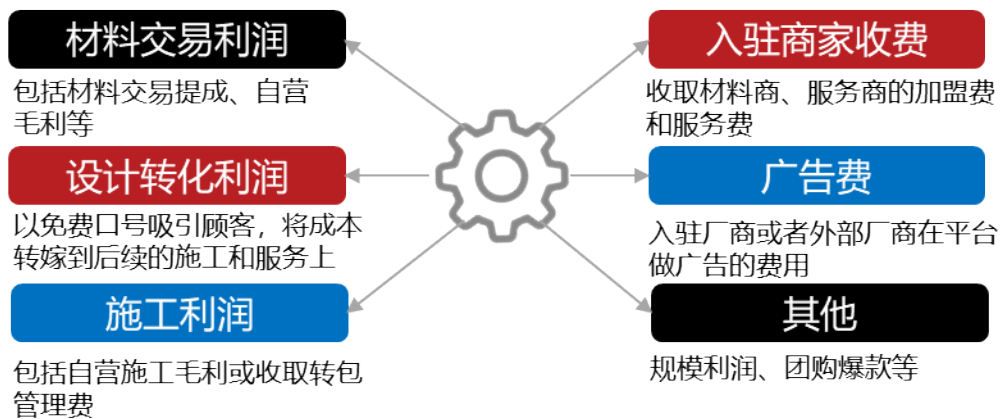 材料交易利润
包括材料交易提成、自营
毛利等
设计转化利润
以免费口号吸引顾客，将成本
转嫁到后续的施工和服务上
施工利润
包括自营施工毛利或收取转包
管理费
入驻商家收费
收取材料商、服务商的加盟费
和服务费
广告费
入驻厂商或者外部厂商在平台
做广告的费用
其他
规模利润、团购爆款等